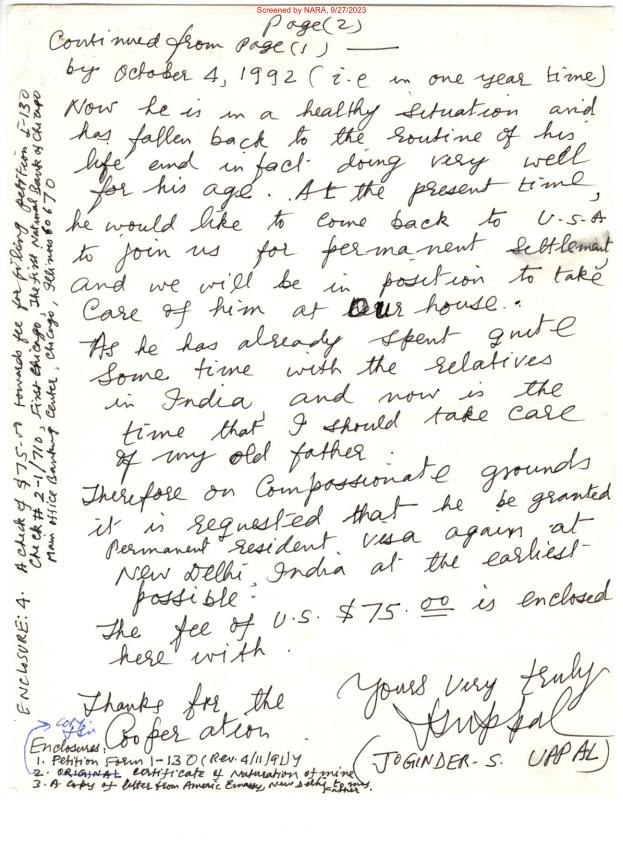 Screened by NARA, 9/27/2023
Page(2)
Continued from Page(1) —
by October 4, 1992 (i.e in one year time)
Now he is in a healthy situation and
has fallen back to the routine of his
life and in fact doing very well
for his age. At the present time,
he would like to come back to U.S.A
to join us for permanent Settlement
and we will be in position to take
Care of him at our house.
As he has already spent quite
Some time with the relatives
in India, and now is the
time that I should take care
of my old father.
Therefore on Compassionate grounds
it is requested that he be granted
Permanent resident visa again at
New Delhi, India at the earliest
possible.
The fee of U.S. $75.00 is enclosed
here with.
Thanks for the
Cooperation
Yours Very truly
(JOGINDER-S. UPPAL)
copy
Enclosures:
1. Petition Form I-130 (Rev. 4/11/91)Y
2. ORIGINAL certificate of Naturation of mine
3. A copy of letter from Americ Emassy, New Delhi to my
Father.
ENCLOSURE: 4. A check of $75.00 towards fee for filing petition I-130
Check # 2-1/710, First Chicago, The First National Bank of Chicago
Main office Banking Center, Chicago, Illinois 60670